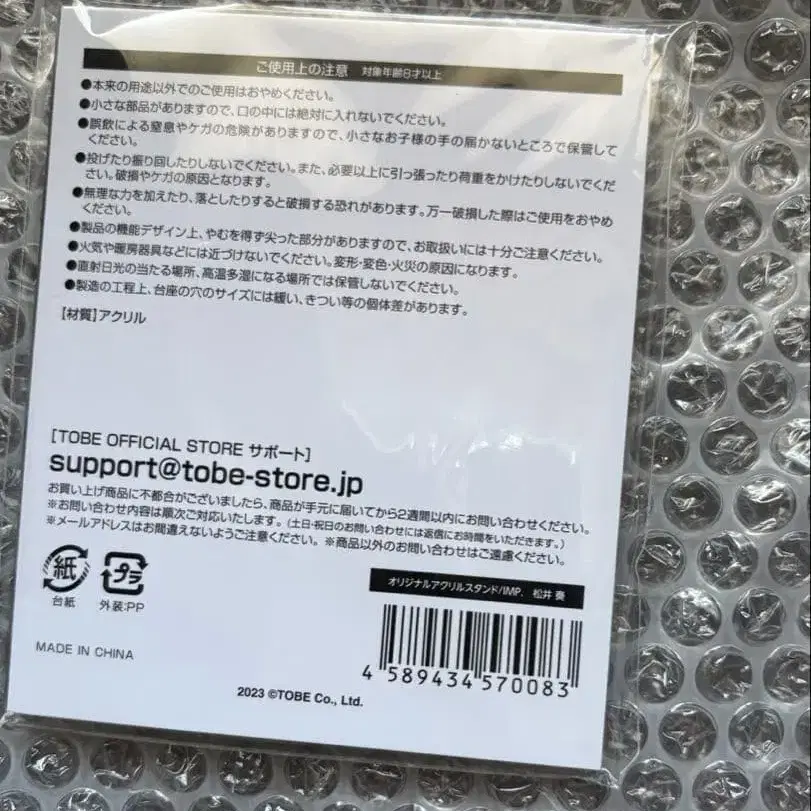 ご使用上の注意 対象年齢8才以上
●本来の用途以外でのご使用はおやめください。
●小さな部品がありますので、口の中には絶対に入れないでください。
●誤飲による窒息やケガの危険がありますので、小さなお子様の手の届かないところで保管して
ください。
●投げたり振り回したりしないでください。また、必要以上に引っ張ったり荷重をかけたりしないでくだ
さい。破損やケガの原因となります。
●無理な力を加えたり、落としたりすると破損する恐れがあります。万一破損した際はご使用をおやめ
ください。
●製品の機能デザイン上、やむを得ず尖った部分がありますので、お取扱いには十分ご注意ください。
●火気や暖房器具などには近づけないでください。変形・変色・火災の原因になります。
●直射日光の当たる場所、高温多湿になる場所では保管しないでください。
●製造の工程上、台座の穴のサイズには緩い、きつい等の個体差があります。
【材質】アクリル
[TOBE OFFICIAL STORE サポート]
support@tobe-store.jp
お買い上げ商品に不都合がございましたら、商品が手元に届いてから2週間以内にお問い合わせください。
※お問い合わせ内容は順次ご対応いたします。(土日・祝日のお問い合わせには返信にお時間をいただきます。)
※メールアドレスはお間違えないようご注意ください。※商品以外のお問い合わせはご遠慮ください。
紙 プラ
台紙 外装:PP
オリジナルアクリルスタンド/IMP. 松井 奏
4 589434 570083
MADE IN CHINA
2023 ©TOBE Co., Ltd.